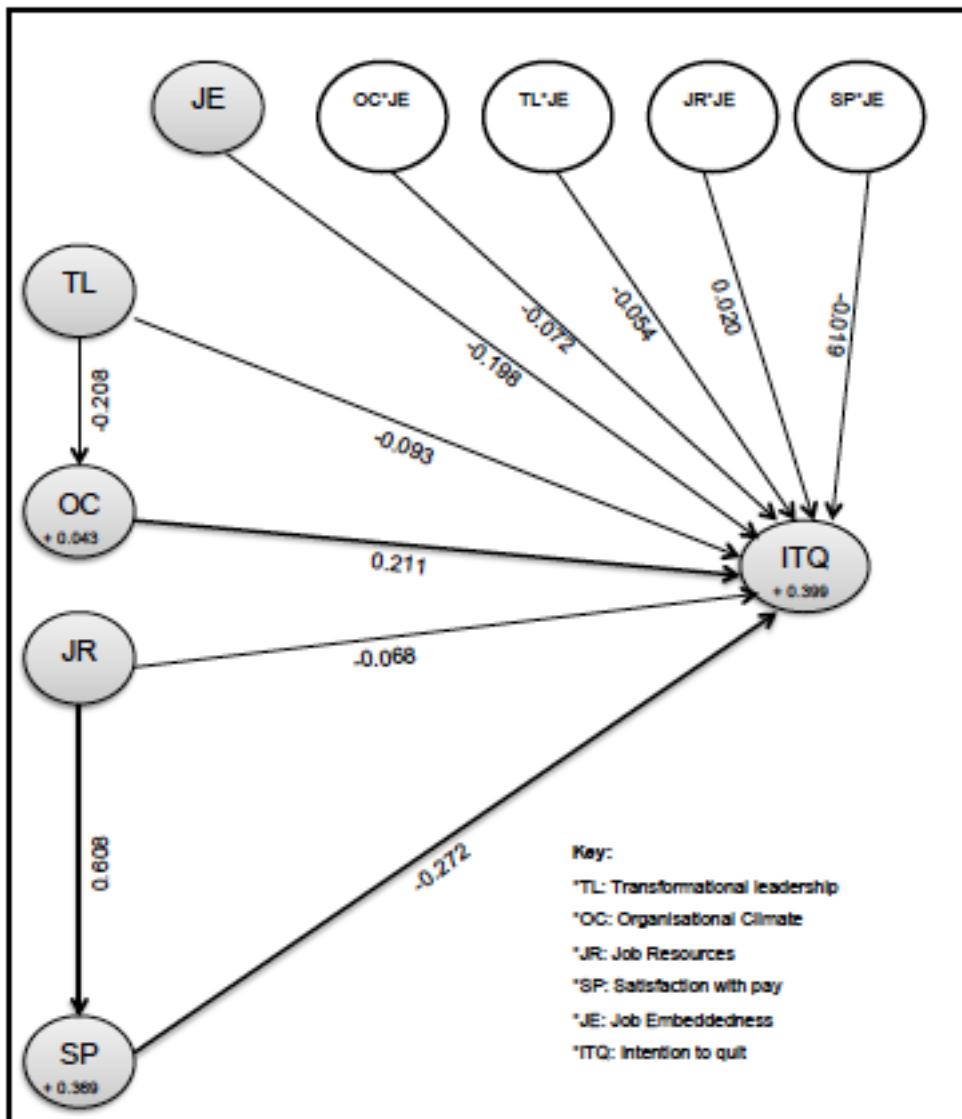 JE
OC*JE
TL*JE
JR*JE
SP*JE
TL
-0.208
-0.093
-0.198
-0.072
-0.054
0.020
-0.019
OC
+ 0.043
0.211
ITQ
+ 0.399
JR
-0.068
0.608
-0.272
SP
+ 0.369
Key:
*TL: Transformational leadership
*OC: Organisational Climate
*JR: Job Resources
*SP: Satisfaction with pay
*JE: Job Embeddedness
*ITQ: Intention to quit